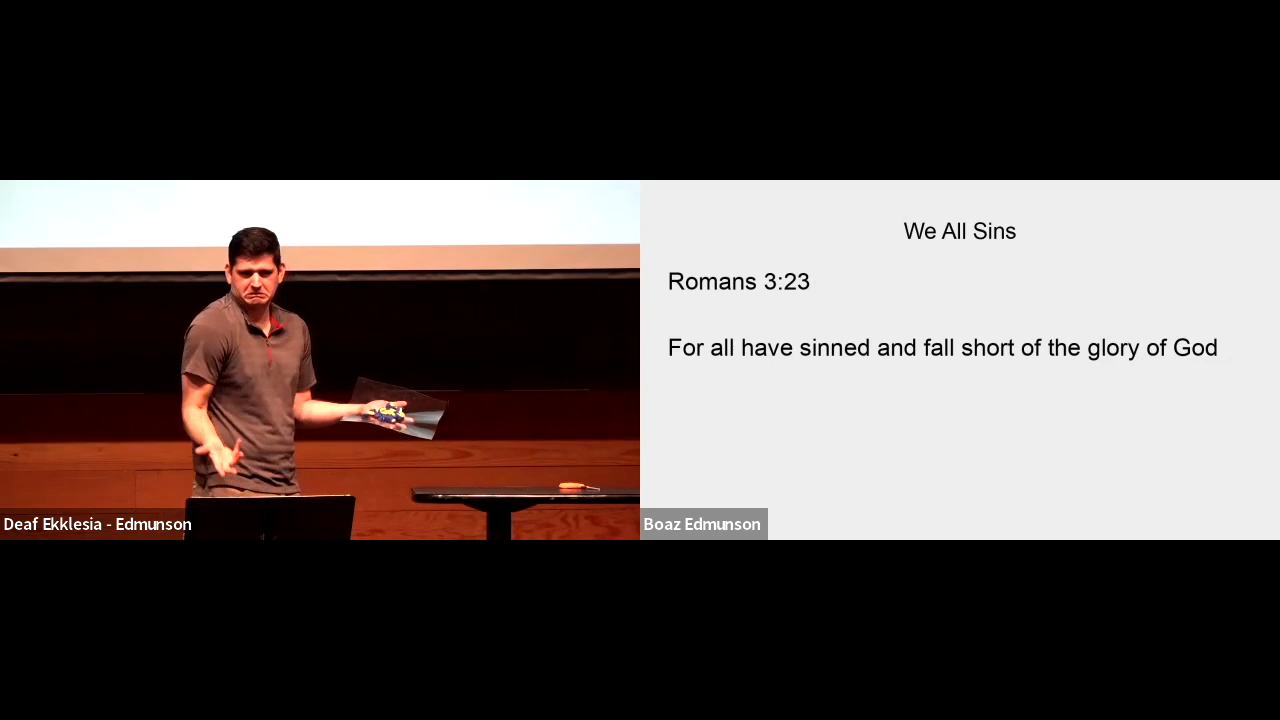 We All Sins
Romans 3:23
For all have sinned and fall short of the glory of God
Deaf Ekklesia - Edmunson
Boaz Edmunson